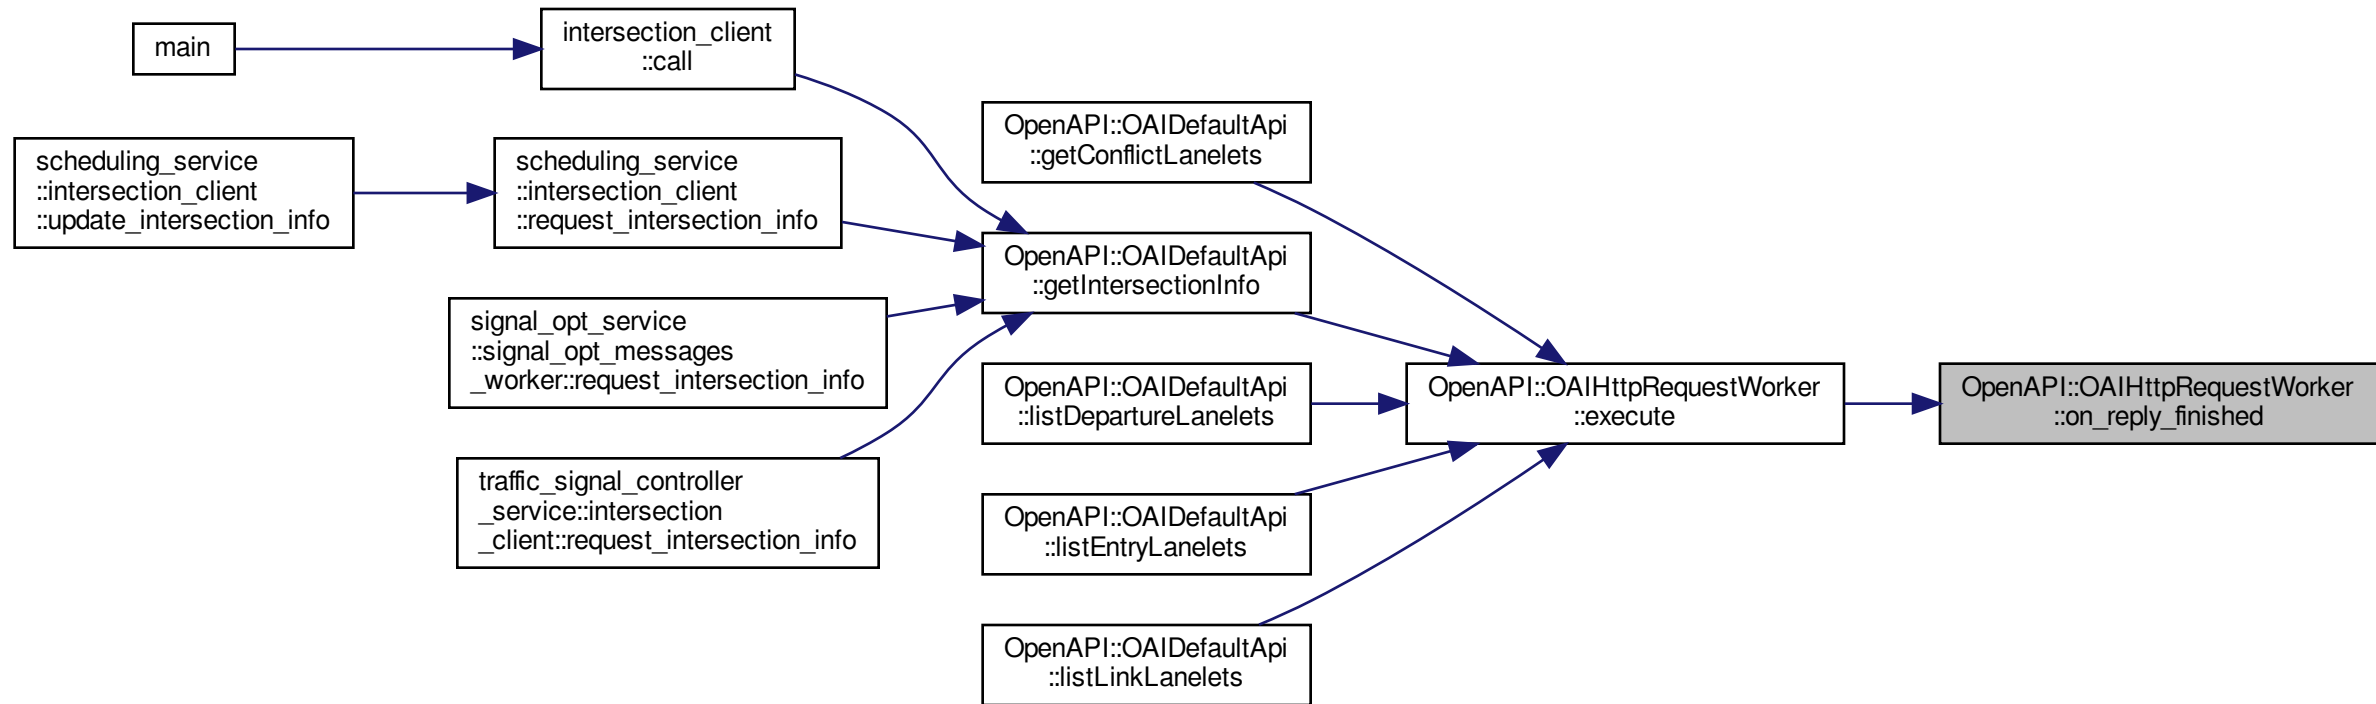 main
intersection_client
::call
scheduling_service
::intersection_client
::update_intersection_info
scheduling_service
::intersection_client
::request_intersection_info
signal_opt_service
::signal_opt_messages
_worker::request_intersection_info
traffic_signal_controller
_service::intersection
_client::request_intersection_info
OpenAPI::OAIDefaultApi
::getConflictLanelets
OpenAPI::OAIDefaultApi
::getIntersectionInfo
OpenAPI::OAIDefaultApi
::listDepartureLanelets
OpenAPI::OAIDefaultApi
::listEntryLanelets
OpenAPI::OAIDefaultApi
::listLinkLanelets
OpenAPI::OAIHttpRequestWorker
::execute
OpenAPI::OAIHttpRequestWorker
::on_reply_finished